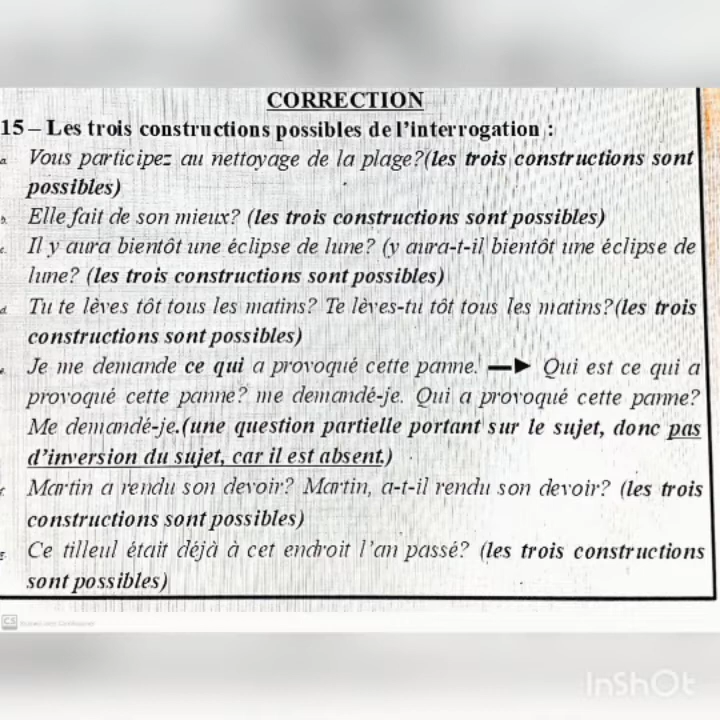 CORRECTION
15 – Les trois constructions possibles de l'interrogation :
a. Vous participez au nettoyage de la plage?(les trois constructions sont
possibles)
b. Elle fait de son mieux? (les trois constructions sont possibles)
c. Il y aura bientôt une éclipse de lune? (y aura-t-il bientôt une éclipse de
lune? (les trois constructions sont possibles)
d. Tu te lèves tôt tous les matins? Te lèves-tu tôt tous les matins?(les trois
constructions sont possibles)
e. Je me demande ce qui a provoqué cette panne. → Qui est ce qui a
provoqué cette panne? me demandé-je. Qui a provoqué cette panne?
Me demandé-je.(une question partielle portant sur le sujet, donc pas
d'inversion du sujet, car il est absent.)
f. Martin a rendu son devoir? Martin, a-t-il rendu son devoir? (les trois
constructions sont possibles)
g. Ce tilleul était déjà à cet endroit l'an passé? (les trois constructions
sont possibles)
CS
InShOt